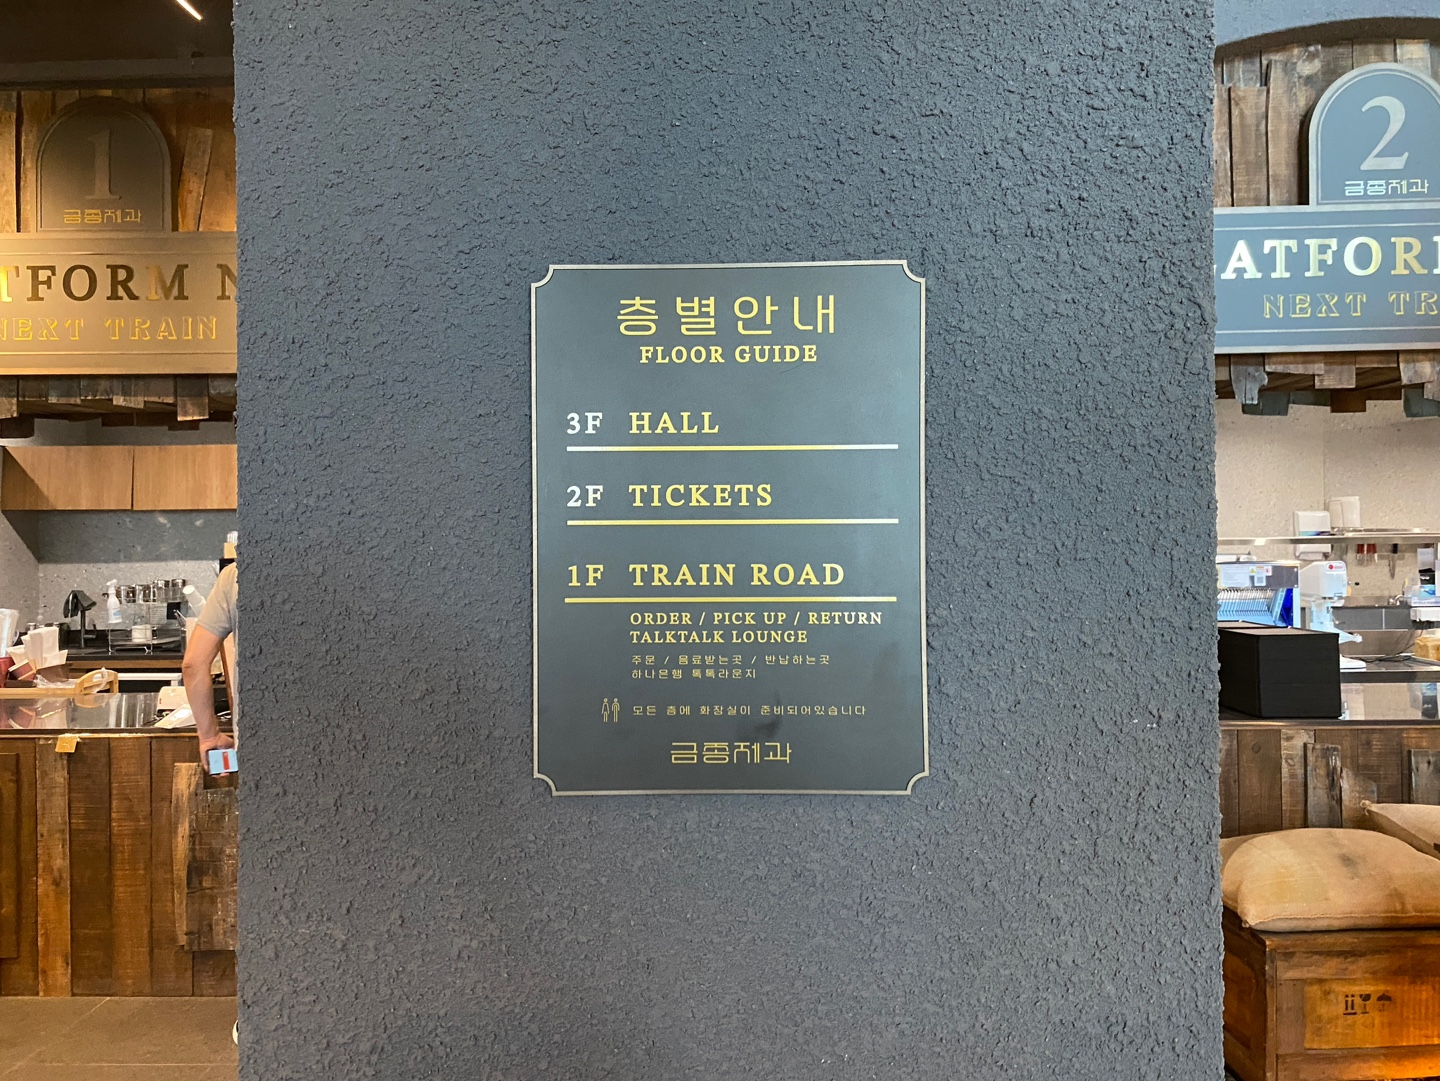 1
금종제과
TFORM N
NEXT TRAIN
층별안내
FLOOR GUIDE
3F HALL
2F TICKETS
1F TRAIN ROAD
ORDER / PICK UP / RETURN
TALKTALK LOUNGE
주문 / 음료받는곳 / 반납하는곳
하나은행 톡톡라운지
모든 층에 화장실이 준비되어있습니다
금종제과
2
금종제과
ATFOR
NEXT TR